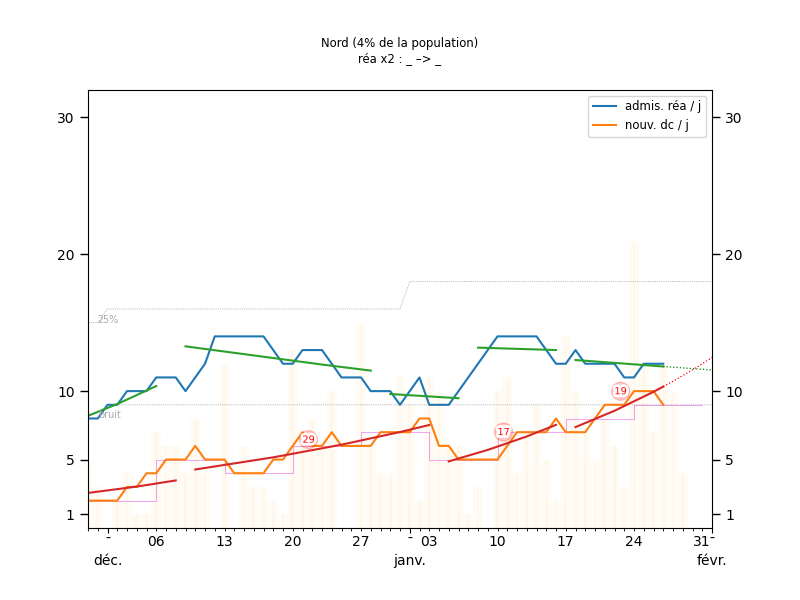 Nord (4% de la population)
réa x2 : _ –> _
admis. réa / j
nouv. dc / j
30
30
20
20
25%
10
10
bruit
19
17
29
5
5
1
1
- 06 13 20 27 - 03 10 17 24 31-
déc. janv. févr.